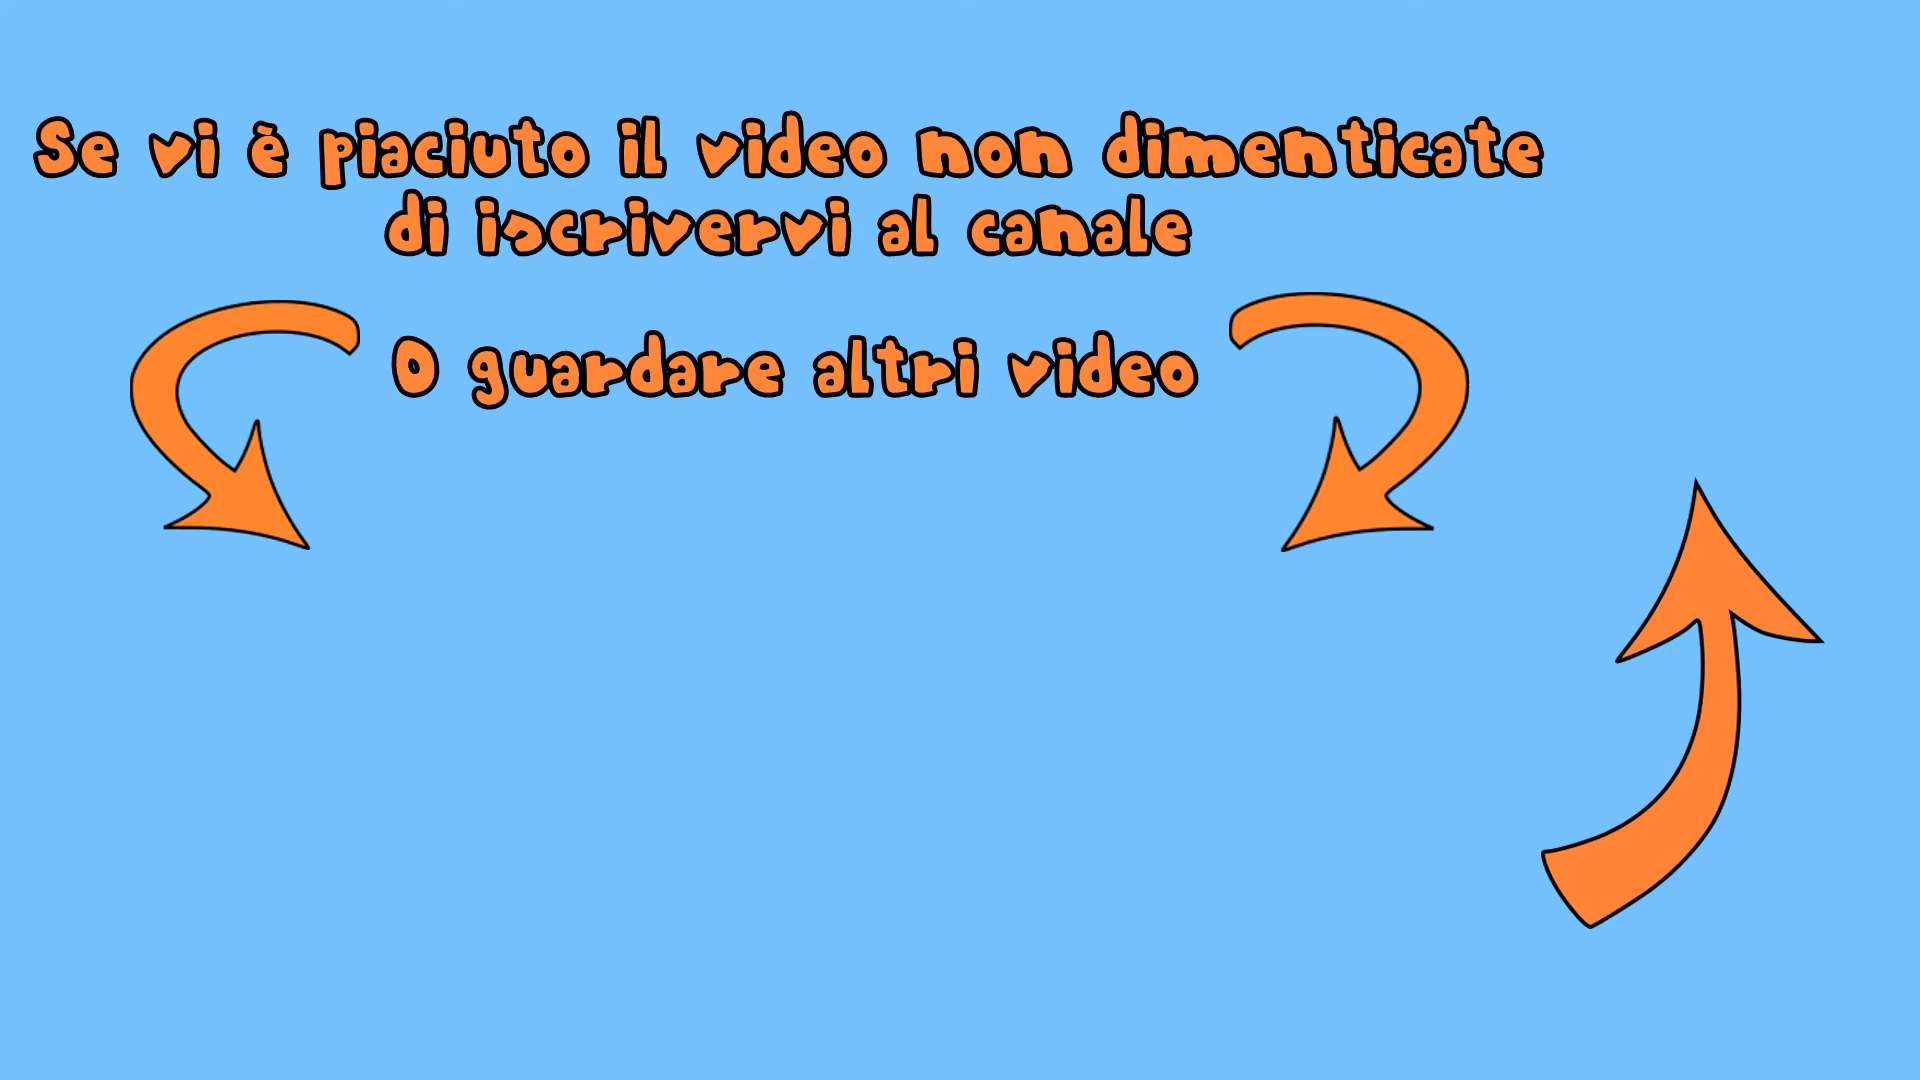 Se vi è piaciuto il video non dimenticate
di iscrivervi al canale
O guardare altri video